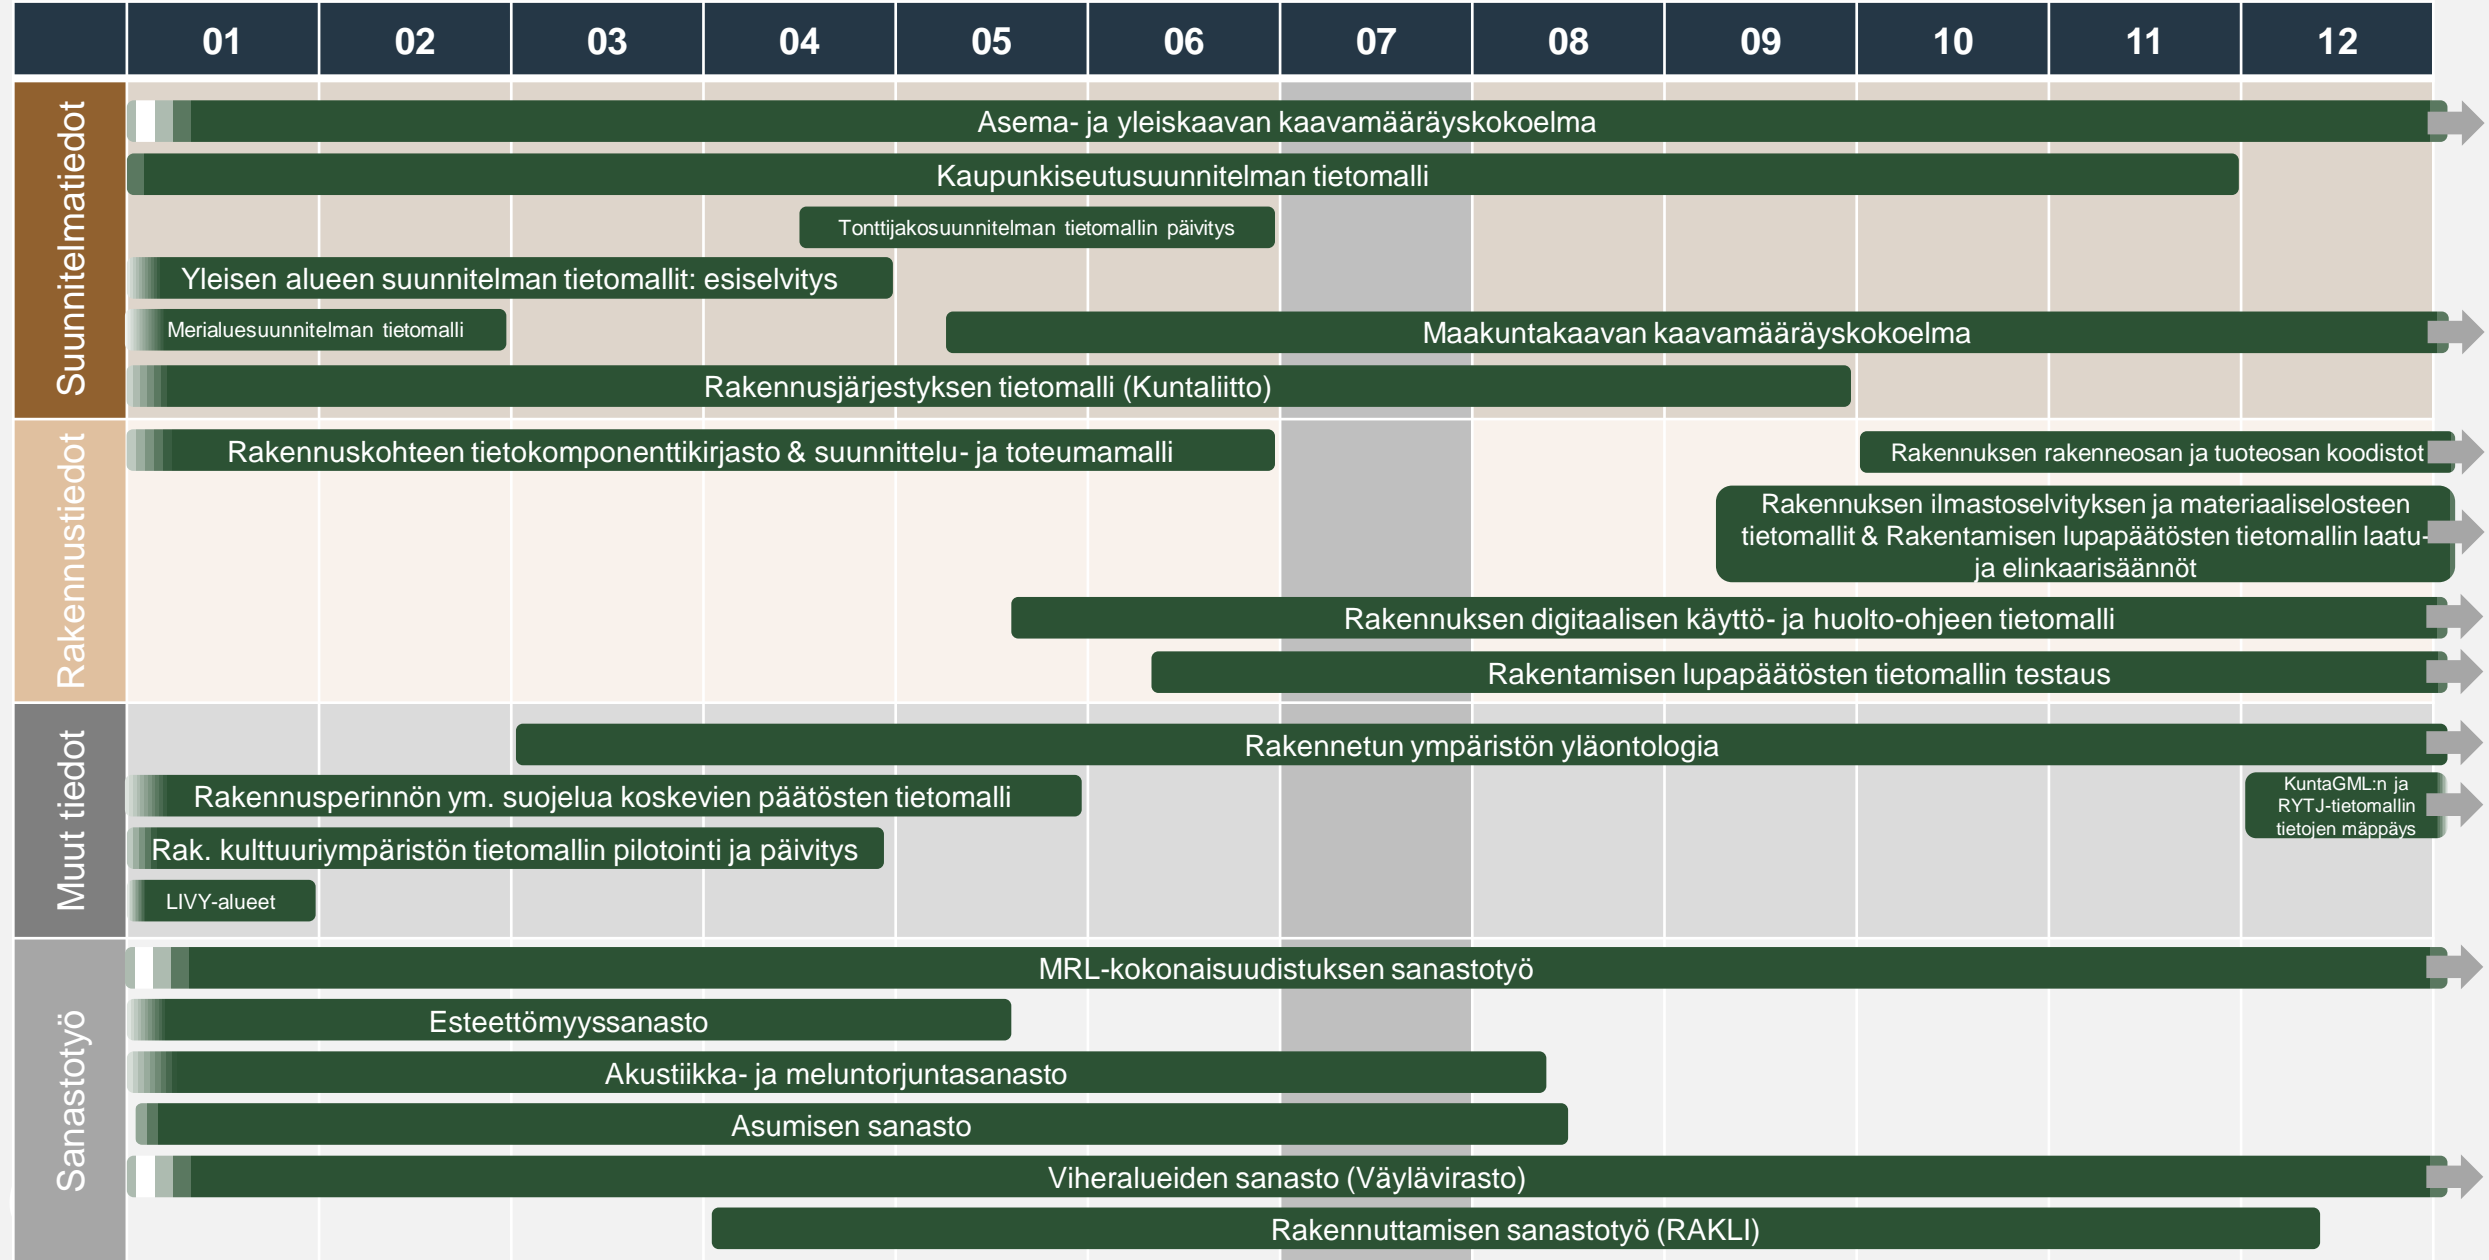 01 02 03 04 05 06 07 08 09 10 11 12
Suunnitelmatiedot
Asema- ja yleiskaavan kaavamääräyskokoelma
Kaupunkiseutusuunnitelman tietomalli
Tonttijakosuunnitelman tietomallin päivitys
Yleisen alueen suunnitelman tietomallit: esiselvitys
Merialuesuunnitelman tietomalli
Maakuntakaavan kaavamääräyskokoelma
Rakennusjärjestyksen tietomalli (Kuntaliitto)
Rakennustiedot
Rakennuskohteen tietokomponenttikirjasto & suunnittelu- ja toteumamalli
Rakennuksen rakenneosan ja tuoteosan koodistot
Rakennuksen ilmastoselvityksen ja materiaaliselosteen
tietomallit & Rakentamisen lupapäätösten tietomallin laatu-
ja elinkaarisäännöt
Rakennuksen digitaalisen käyttö- ja huolto-ohjeen tietomalli
Rakentamisen lupapäätösten tietomallin testaus
Muut tiedot
Rakennetun ympäristön yläontologia
Rakennusperinnön ym. suojelua koskevien päätösten tietomalli
KuntaGML:n ja
RYTJ-tietomallin
tietojen mäppäys
Rak. kulttuuriympäristön tietomallin pilotointi ja päivitys
LIVY-alueet
Sanastotyö
MRL-kokonaisuudistuksen sanastotyö
Esteettömyyssanasto
Akustiikka- ja meluntorjuntasanasto
Asumisen sanasto
Viheralueiden sanasto (Väylävirasto)
Rakennuttamisen sanastotyö (RAKLI)